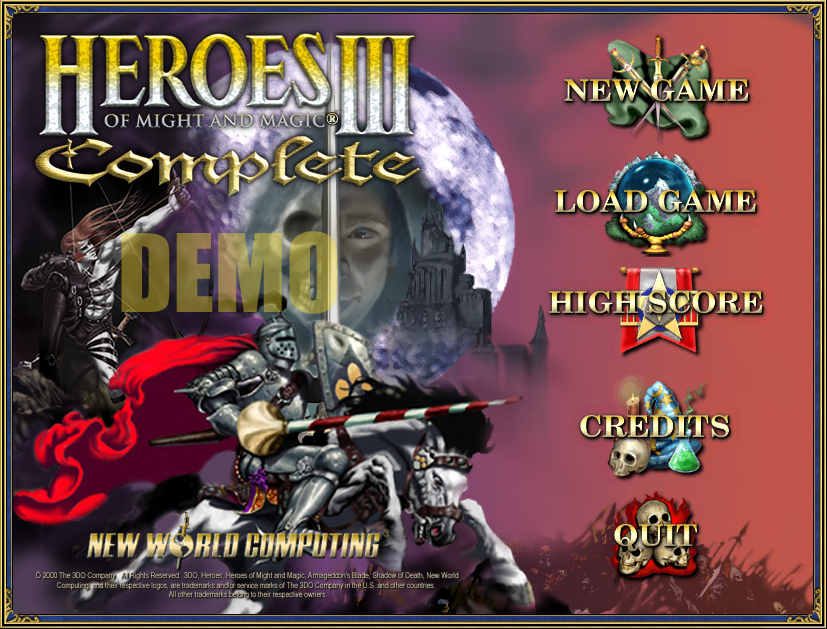 HEROES III
OF MIGHT AND MAGIC®
Complete
DEMO
NEW GAME
LOAD GAME
HIGH SCORE
CREDITS
QUIT
NEW WORLD COMPUTING
© 2000 The 3DO Company. All Rights Reserved. 3DO, Heroes, Heroes of Might and Magic, Armageddon's Blade, Shadow of Death, New World
Computing, and their respective logos, are trademarks and/or service marks of The 3DO Company in the U.S. and other countries.
All other trademarks belong to their respective owners.